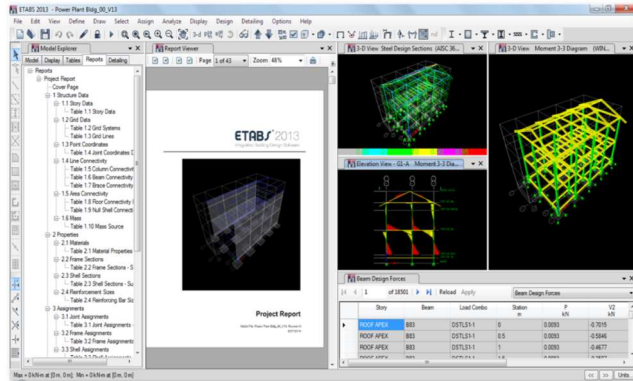 ETABS 2013 - Power Plant Bldg_00_V13
File Edit View Define Draw Select Assign Analyze Display Design Detailing Options Help
Model Explorer
Model Display Tables Reports Detailing
Reports
Project Report
Cover Page
1 Structure Data
1.1 Story Data
Table 1.1 Story Data
1.2 Grid Data
Table 1.2 Grid Systems
Table 1.3 Grid Lines
1.3 Point Coordinates
Table 1.4 Joint Coordinates
1.4 Line Connectivity
Table 1.5 Column Connectivit
Table 1.6 Beam Connectivity
Table 1.7 Brace Connectivity
1.5 Area Connectivity
Table 1.8 Floor Connectivity
Table 1.9 Null Shell Connecti
1.6 Mass
Table 1.10 Mass Source
2 Properties
2.1 Materials
Table 2.1 Material Properties
2.2 Frame Sections
Table 2.2 Frame Sections - S
2.3 Shell Sections
Table 2.3 Shell Sections - Su
2.4 Reinforcement Sizes
Table 2.4 Reinforcing Bar Siz
3 Assignments
3.1 Joint Assignments
Table 3.1 Joint Assignments -
3.2 Frame Assignments
Table 3.2 Frame Assignments
3.3 Shell Assignments
Report Viewer
Page 1 of 43 Zoom 48%
ETABS 2013
Integrated Building Design Software
Project Report
3-D View Steel Design Sections (AISC 36...
3-D View Moment 3-3 Diagram (WIN...
Elevation View - G1-A Moment 3-3 Dia...
Beam Design Forces
1 of 18501 Reload Apply Beam Design Forces
Story Beam Load Combo Station m P kN V2 kN
ROOF APEX B83 DSTLS1-1 0 0.0093 -0.7015
ROOF APEX B83 DSTLS1-1 0.5 0.0093 -0.5846
ROOF APEX B83 DSTLS1-1 1 0.0093 -0.4677
Max = 0 kN-m at [0 m, 0 m]; Min = 0 kN-m at [0 m, 0 m]
Units...